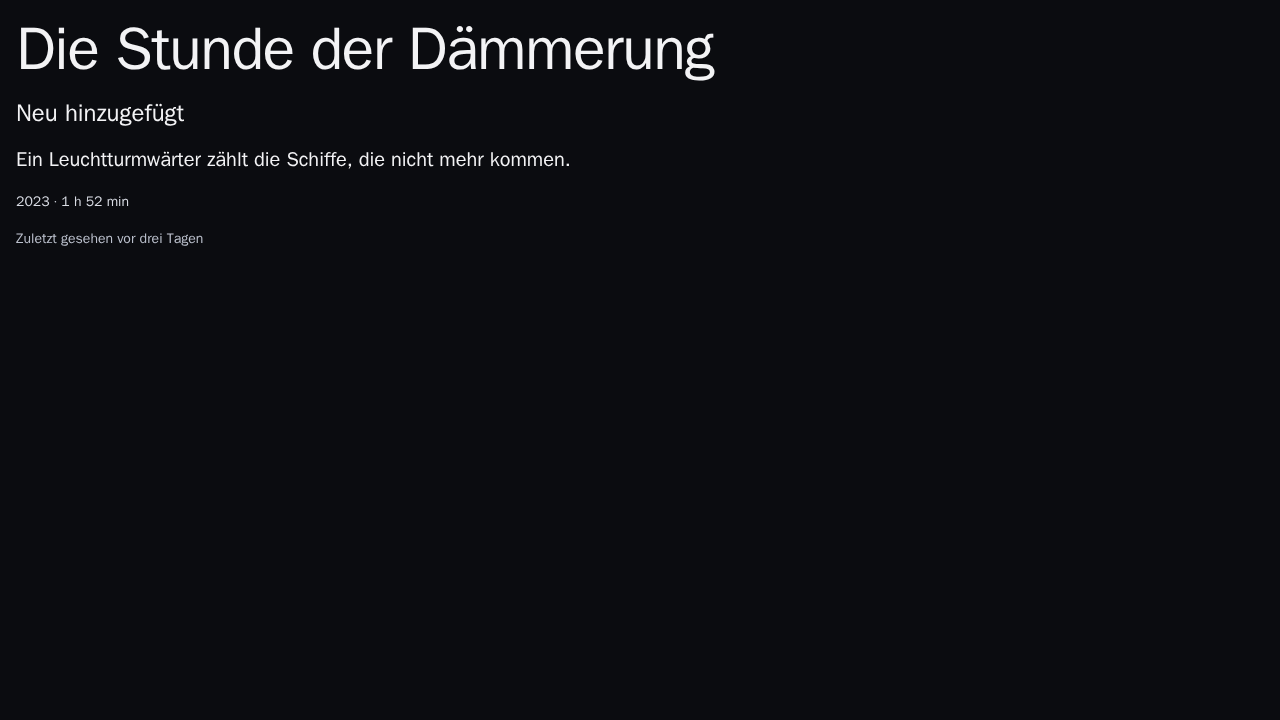 Die Stunde der Dämmerung
Neu hinzugefügt
Ein Leuchtturmwärter zählt die Schiffe, die nicht mehr kommen.
2023 · 1 h 52 min
Zuletzt gesehen vor drei Tagen